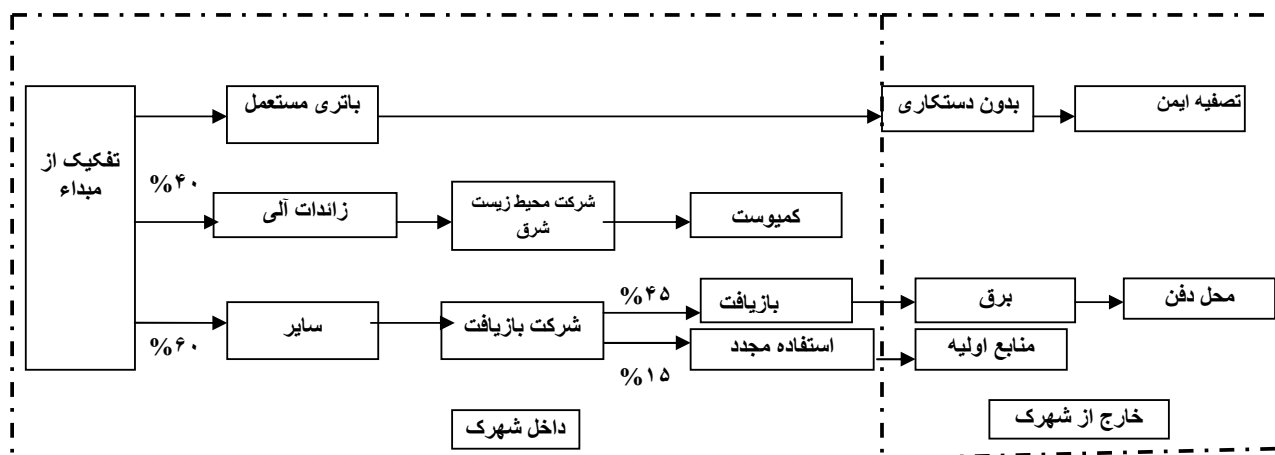 باتری مستعمل
بدون دستکاری
تصفیه ایمن
تفکیک از
مبداء
%۴۰
زائدات آلی
شرکت محیط زیست
شرق
کمپوست
%۶۰
سایر
شرکت بازیافت
%۴۵
بازیافت
برق
محل دفن
%۱۵
استفاده مجدد
منابع اولیه
داخل شهرک
خارج از شهرک